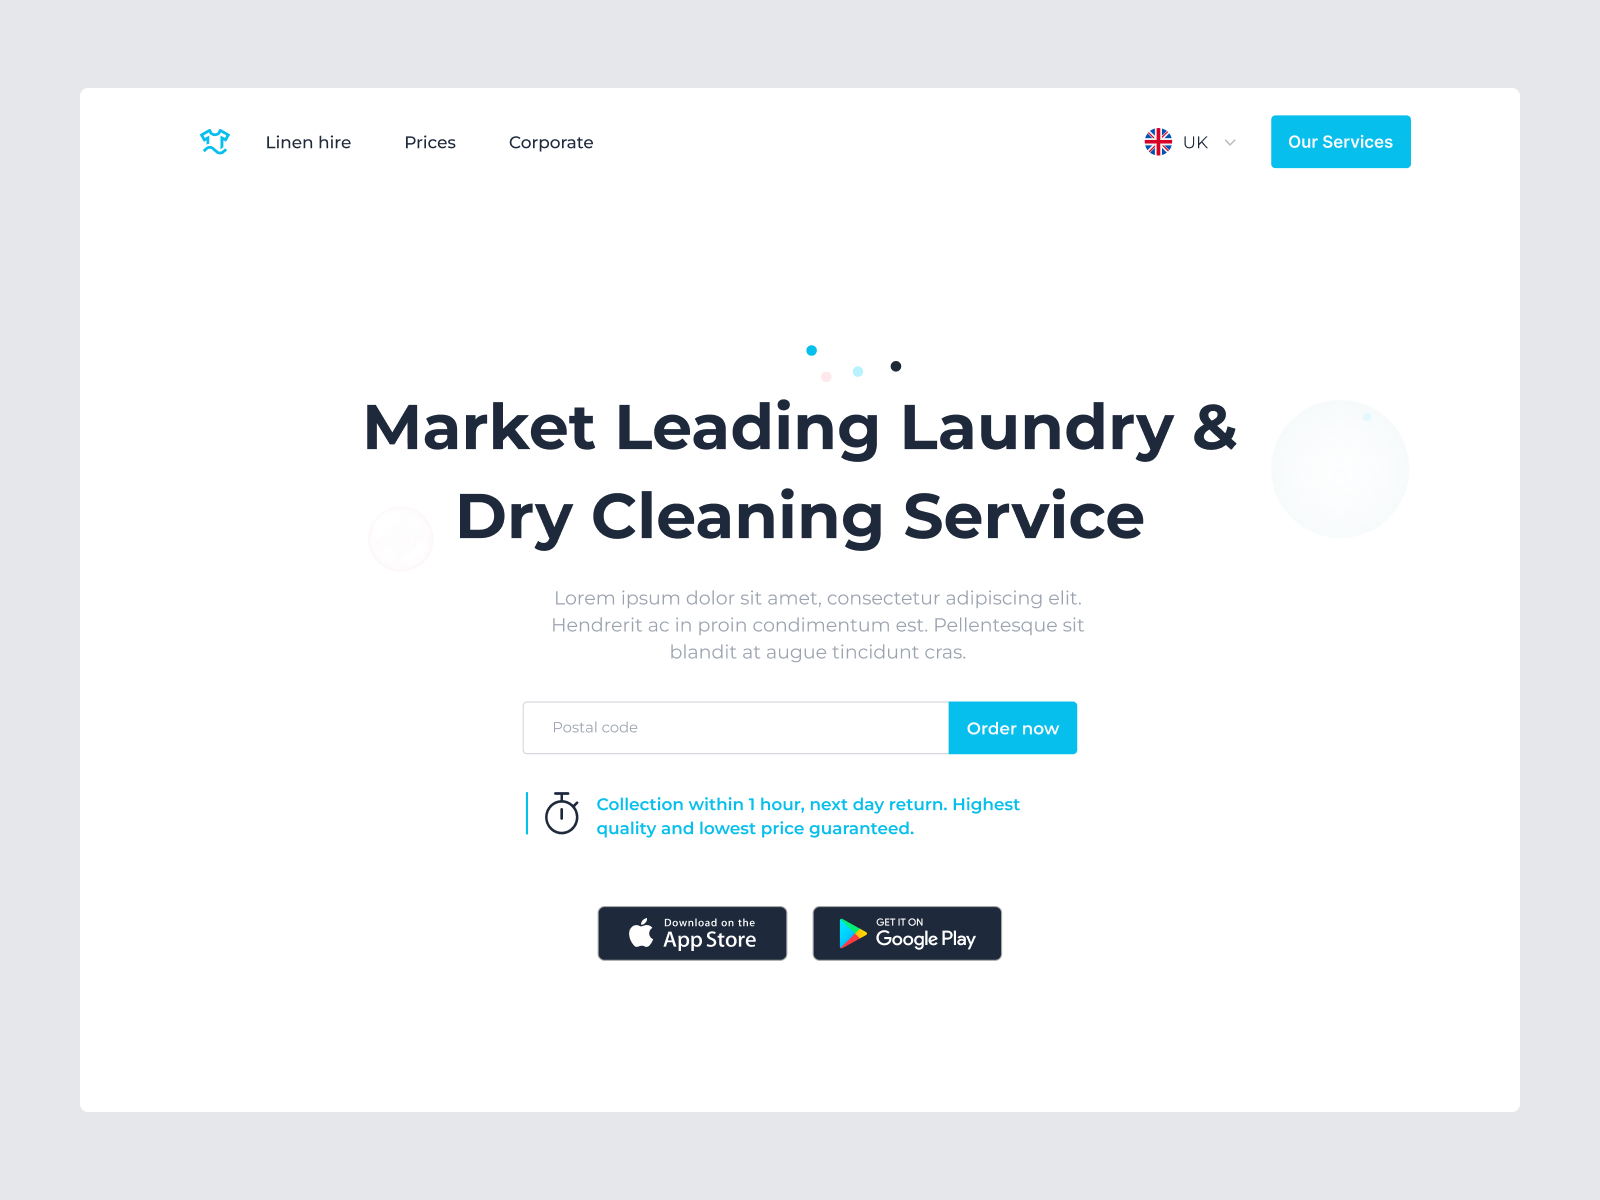 Linen hire
Prices
Corporate
UK
Our Services
Market Leading Laundry &
Dry Cleaning Service
Lorem ipsum dolor sit amet, consectetur adipiscing elit.
Hendrerit ac in proin condimentum est. Pellentesque sit
blandit at augue tincidunt cras.
Postal code
Order now
Collection within 1 hour, next day return. Highest
quality and lowest price guaranteed.
Download on the
App Store
GET IT ON
Google Play